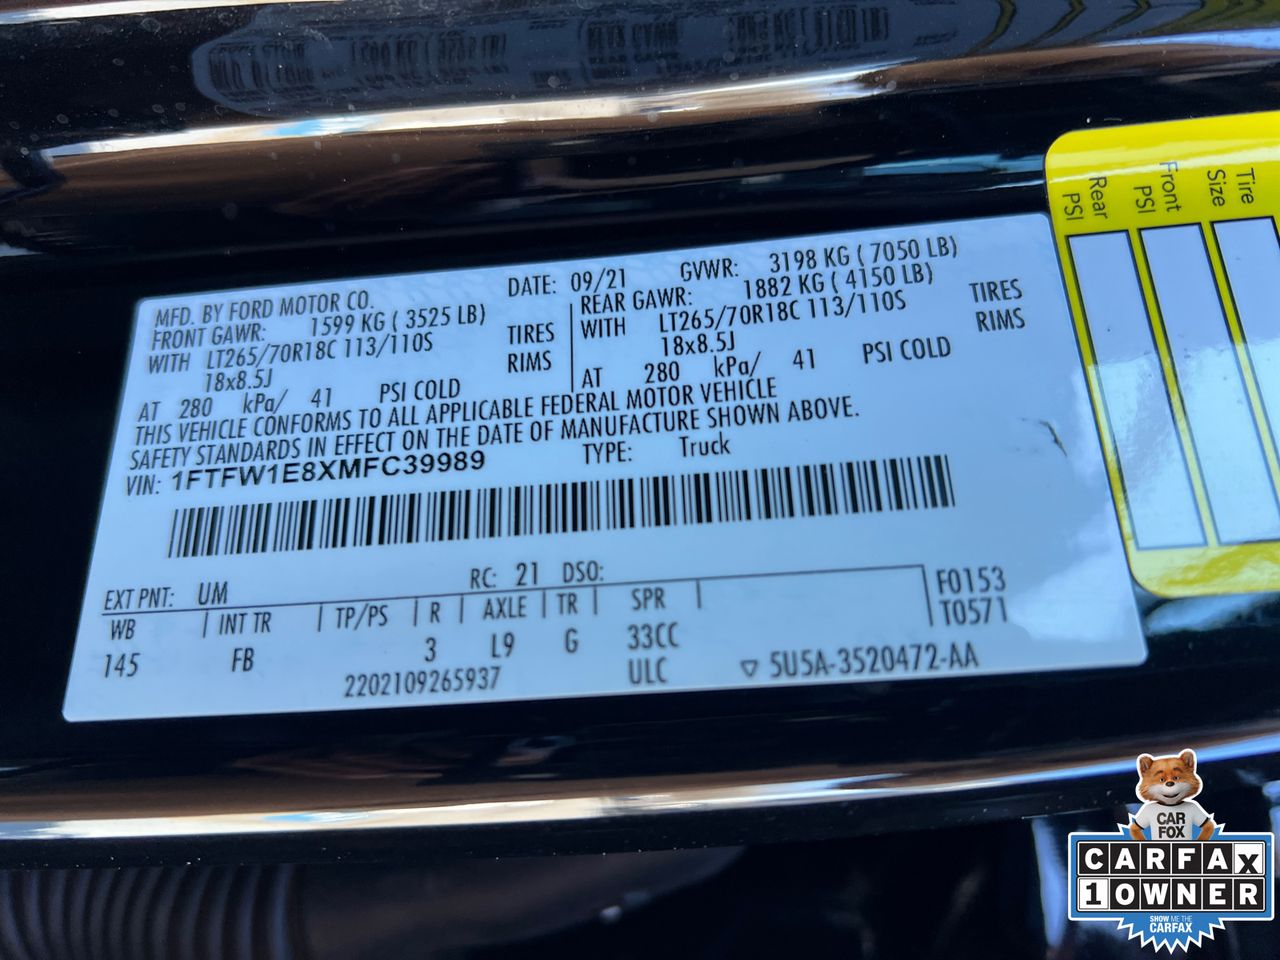 MFD. BY FORD MOTOR CO. DATE: 09/21 GVWR: 3198 KG ( 7050 LB)
FRONT GAWR: 1599 KG ( 3525 LB) REAR GAWR: 1882 KG ( 4150 LB)
WITH LT265/70R18C 113/110S TIRES WITH LT265/70R18C 113/110S TIRES
18x8.5J RIMS 18x8.5J RIMS
AT 280 kPa/ 41 PSI COLD AT 280 kPa/ 41 PSI COLD
THIS VEHICLE CONFORMS TO ALL APPLICABLE FEDERAL MOTOR VEHICLE
SAFETY STANDARDS IN EFFECT ON THE DATE OF MANUFACTURE SHOWN ABOVE.
VIN: 1FTFW1E8XMFC39989 TYPE: Truck
EXT PNT: UM RC: 21 DSO:
WB INT TR TP/PS R AXLE TR SPR F0153
145 FB 3 L9 G 33CC T0571
2202109265937 ULC ▽ 5U5A-3520472-AA
Tire Size
Front PSI
Rear PSI
CAR FOX
CARFAX
1 OWNER
SHOW ME THE
CARFAX